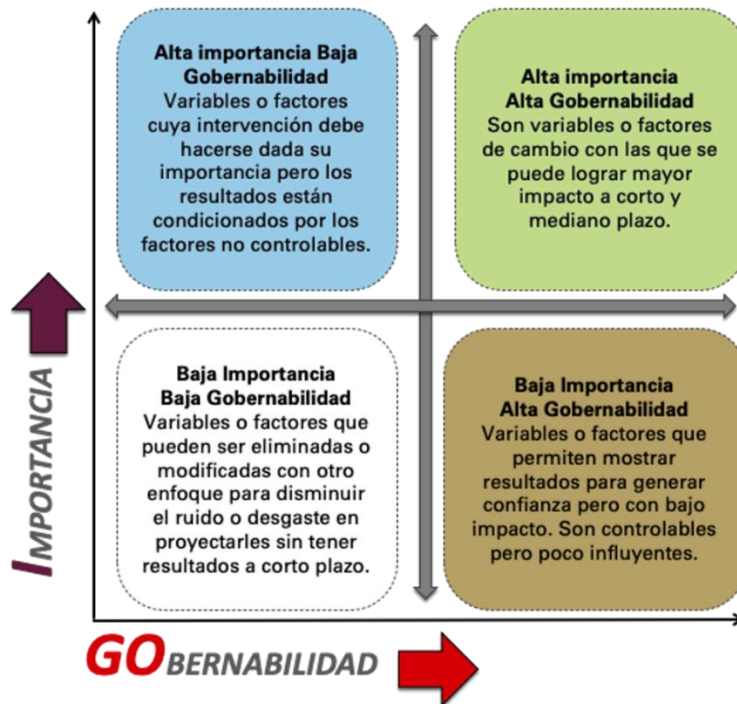 Alta importancia Baja
Gobernabilidad
Variables o factores
cuya intervención debe
hacerse dada su
importancia pero los
resultados están
condicionados por los
factores no controlables.
Alta importancia
Alta Gobernabilidad
Son variables o factores
de cambio con las que se
puede lograr mayor
impacto a corto y
mediano plazo.
Baja Importancia
Baja Gobernabilidad
Variables o factores que
pueden ser eliminadas o
modificadas con otro
enfoque para disminuir
el ruido o desgaste en
proyectarles sin tener
resultados a corto plazo.
Baja Importancia
Alta Gobernabilidad
Variables o factores que
permiten mostrar
resultados para generar
confianza pero con bajo
impacto. Son controlables
pero poco influyentes.
IMPORTANCIA
GOBERNABILIDAD